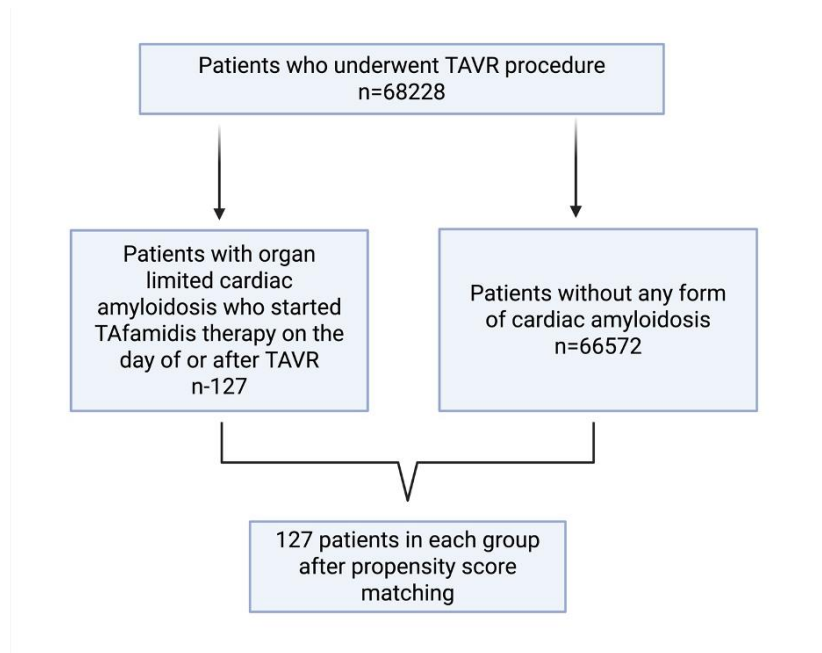 Patients who underwent TAVR procedure
n=68228
Patients with organ
limited cardiac
amyloidosis who started
TAfamidis therapy on the
day of or after TAVR
n-127
Patients without any form
of cardiac amyloidosis
n=66572
127 patients in each group
after propensity score
matching